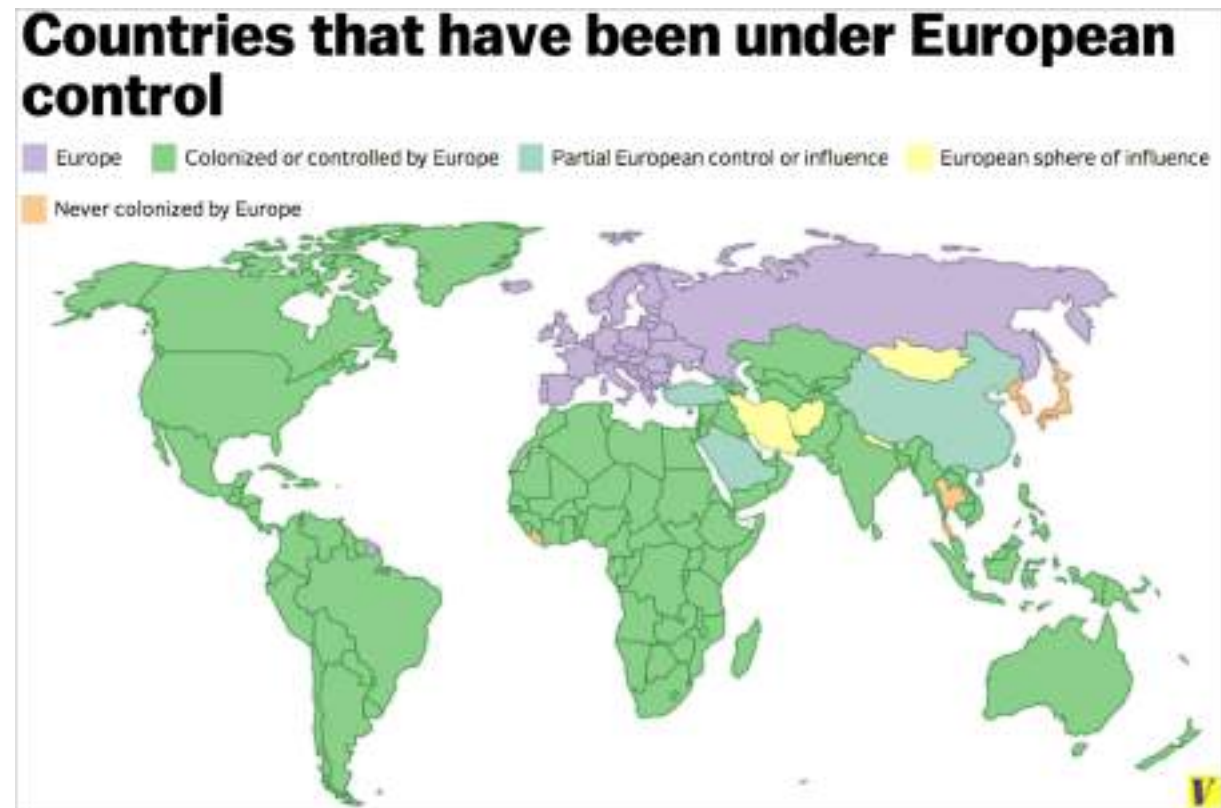 Countries that have been under European
control
Europe Colonized or controlled by Europe Partial European control or influence European sphere of influence
Never colonized by Europe
V